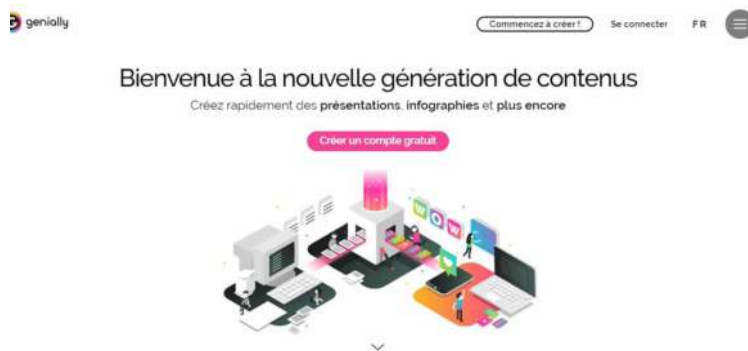 genially
Commencez à créer !
Se connecter
FR
Bienvenue à la nouvelle génération de contenus
Créez rapidement des présentations, infographies et plus encore
Créer un compte gratuit
WOW